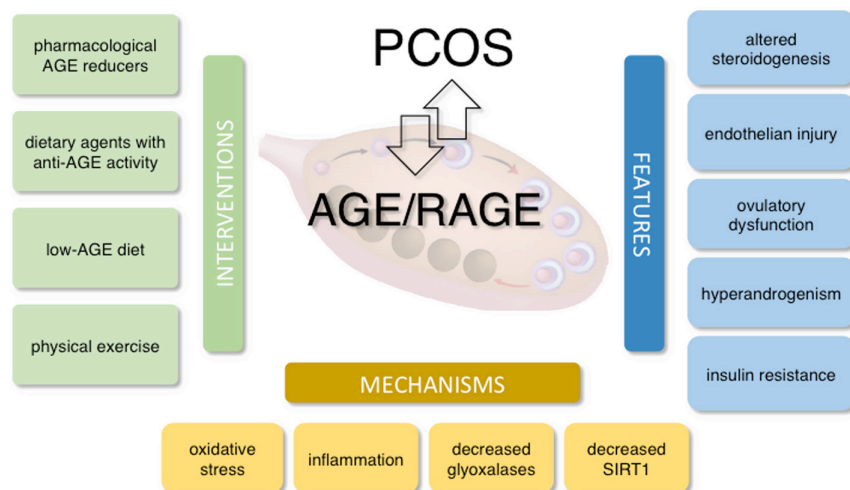 PCOS
AGE/RAGE
INTERVENTIONS
pharmacological
AGE reducers
dietary agents with
anti-AGE activity
low-AGE diet
physical exercise
FEATURES
altered
steroidogenesis
endothelian injury
ovulatory
dysfunction
hyperandrogenism
insulin resistance
MECHANISMS
oxidative
stress
inflammation
decreased
glyoxalases
decreased
SIRT1